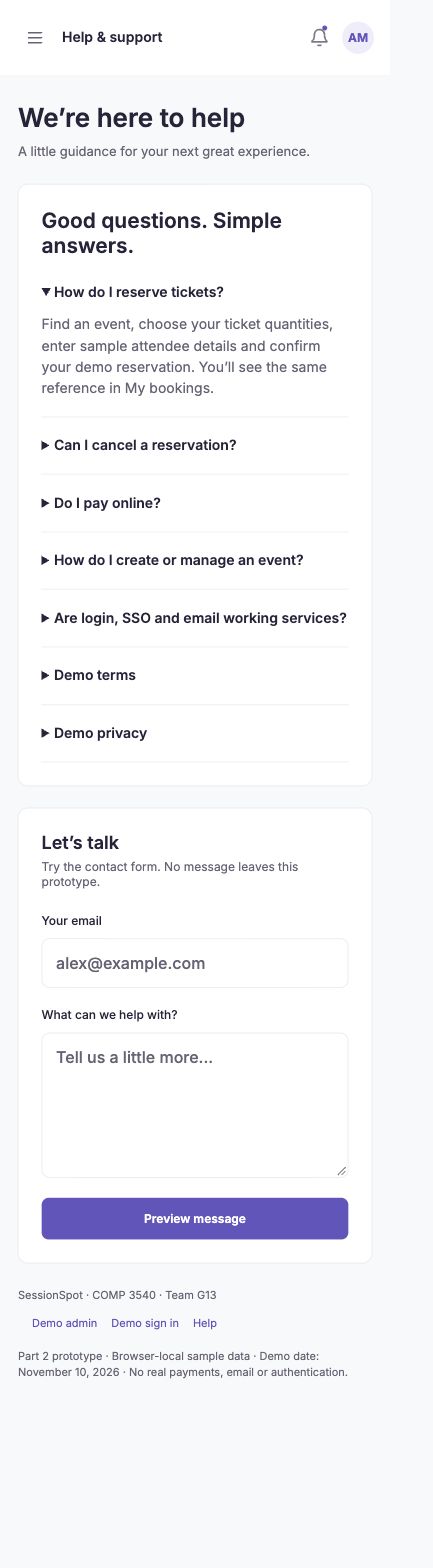 Help & support
AM
We’re here to help
A little guidance for your next great experience.
Good questions. Simple
answers.
How do I reserve tickets?
Find an event, choose your ticket quantities,
enter sample attendee details and confirm
your demo reservation. You’ll see the same
reference in My bookings.
Can I cancel a reservation?
Do I pay online?
How do I create or manage an event?
Are login, SSO and email working services?
Demo terms
Demo privacy
Let’s talk
Try the contact form. No message leaves this
prototype.
Your email
alex@example.com
What can we help with?
Tell us a little more…
Preview message
SessionSpot · COMP 3540 · Team G13
Demo admin Demo sign in Help
Part 2 prototype · Browser-local sample data · Demo date:
November 10, 2026 · No real payments, email or authentication.